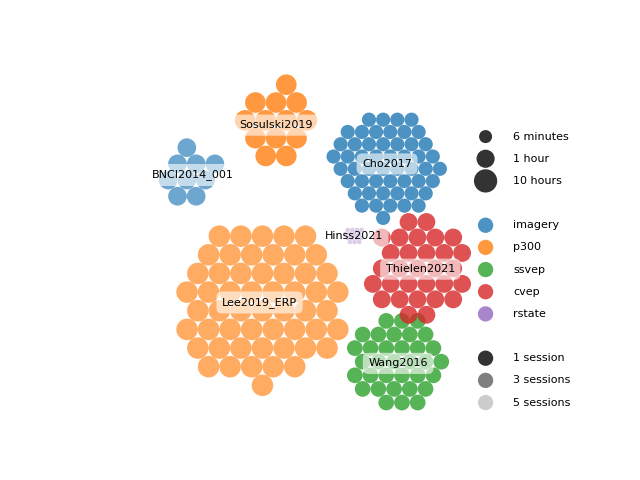 Sosulski2019
BNCI2014_001
Cho2017
Hinss2021
Thielen2021
Lee2019_ERP
Wang2016
6 minutes
1 hour
10 hours
imagery
p300
ssvep
cvep
rstate
1 session
3 sessions
5 sessions